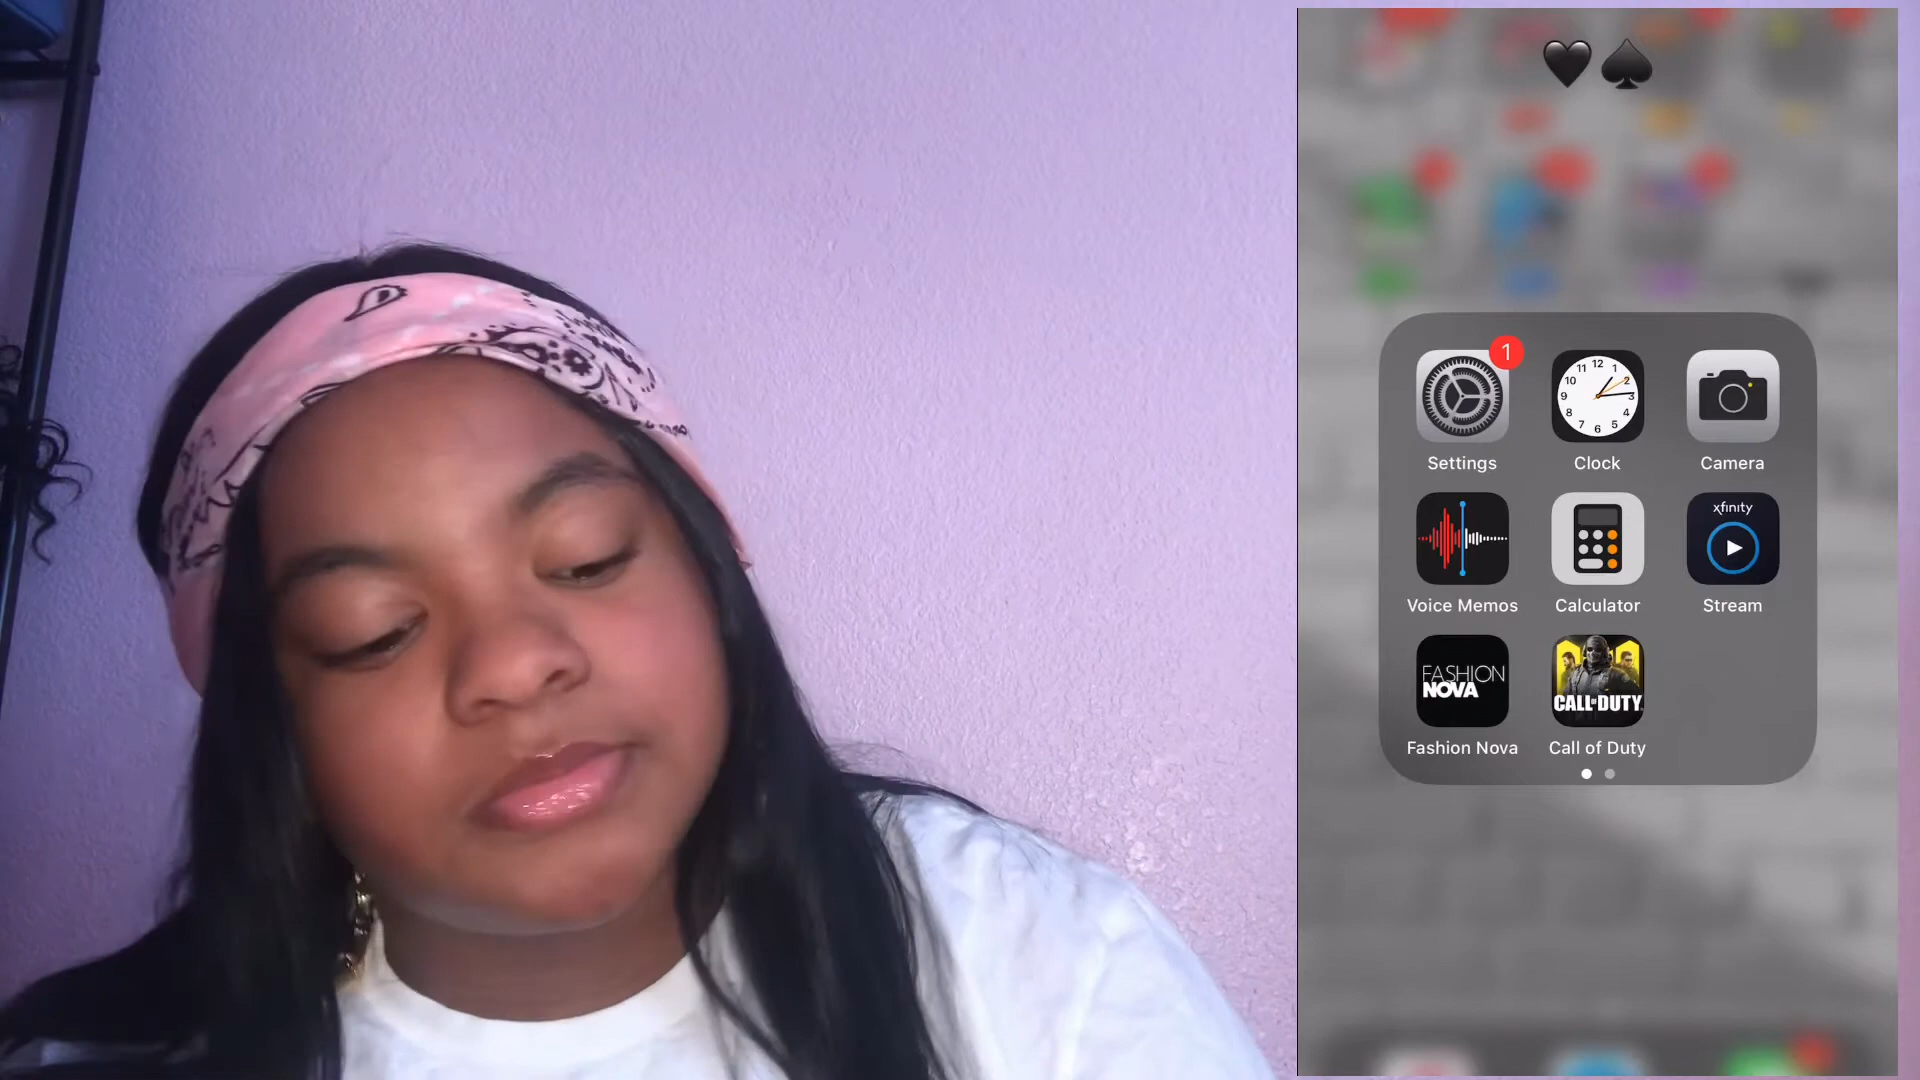 🖤♠️
1
Settings
Clock
Camera
12
11 1
10 2
9 3
8 4
7 5
6
xfinity
Voice Memos
Calculator
Stream
FASHION
NOVA
CALL OF DUTY
Fashion Nova
Call of Duty